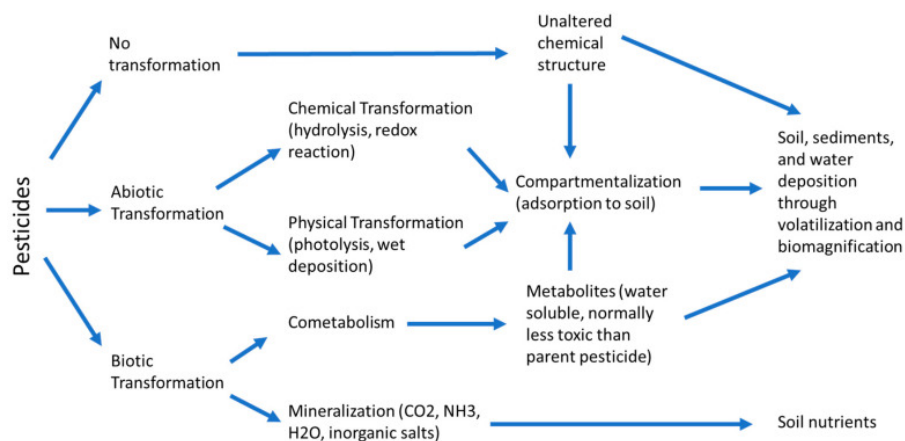 Pesticides
No
transformation
Unaltered
chemical
structure
Abiotic
Transformation
Chemical Transformation
(hydrolysis, redox
reaction)
Physical Transformation
(photolysis, wet
deposition)
Compartmentalization
(adsorption to soil)
Soil, sediments,
and water
deposition
through
volatilization and
biomagnification
Biotic
Transformation
Cometabolism
Metabolites (water
soluble, normally
less toxic than
parent pesticide)
Mineralization (CO2, NH3,
H2O, inorganic salts)
Soil nutrients